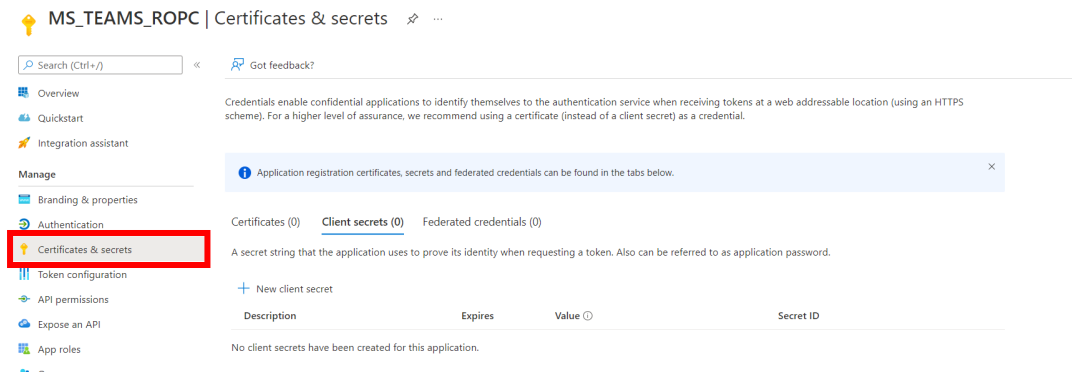 MS_TEAMS_ROPC | Certificates & secrets
Search (Ctrl+/)
Overview
Quickstart
Integration assistant
Manage
Branding & properties
Authentication
Certificates & secrets
Token configuration
API permissions
Expose an API
App roles
Got feedback?
Credentials enable confidential applications to identify themselves to the authentication service when receiving tokens at a web addressable location (using an HTTPS
scheme). For a higher level of assurance, we recommend using a certificate (instead of a client secret) as a credential.
Application registration certificates, secrets and federated credentials can be found in the tabs below.
Certificates (0) Client secrets (0) Federated credentials (0)
A secret string that the application uses to prove its identity when requesting a token. Also can be referred to as application password.
New client secret
Description Expires Value Secret ID
No client secrets have been created for this application.